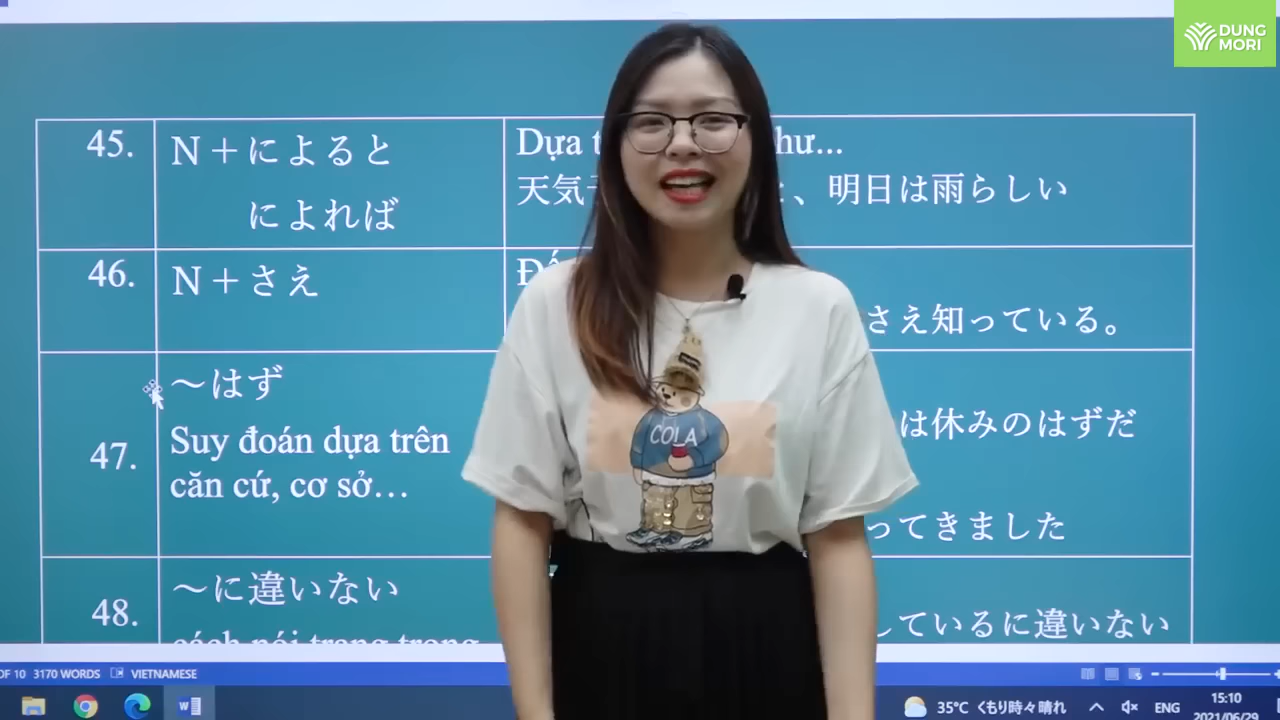 DUNG
MORI
45.
N＋によると
によれば
Dựa
天気
、明日は雨らしい
46.
N＋さえ
さえ知っている。
47.
～はず
Suy đoán dựa trên
căn cứ, cơ sở…
は休みのはずだ
ってきました
48.
～に違いない
cách nói trang trọng
しているに違いない
COLA
OF 10 3170 WORDS VIETNAMESE
35°C くもり時々晴れ ENG
15:10
2021/06/29